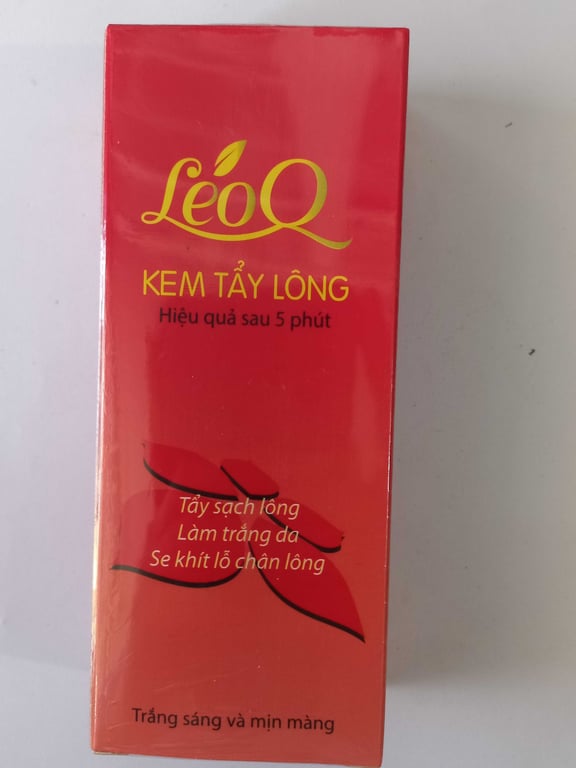 LeoQ
KEM TẨY LÔNG
Hiệu quả sau 5 phút
Tẩy sạch lông
Làm trắng da
Se khít lỗ chân lông
Trắng sáng và mịn màng